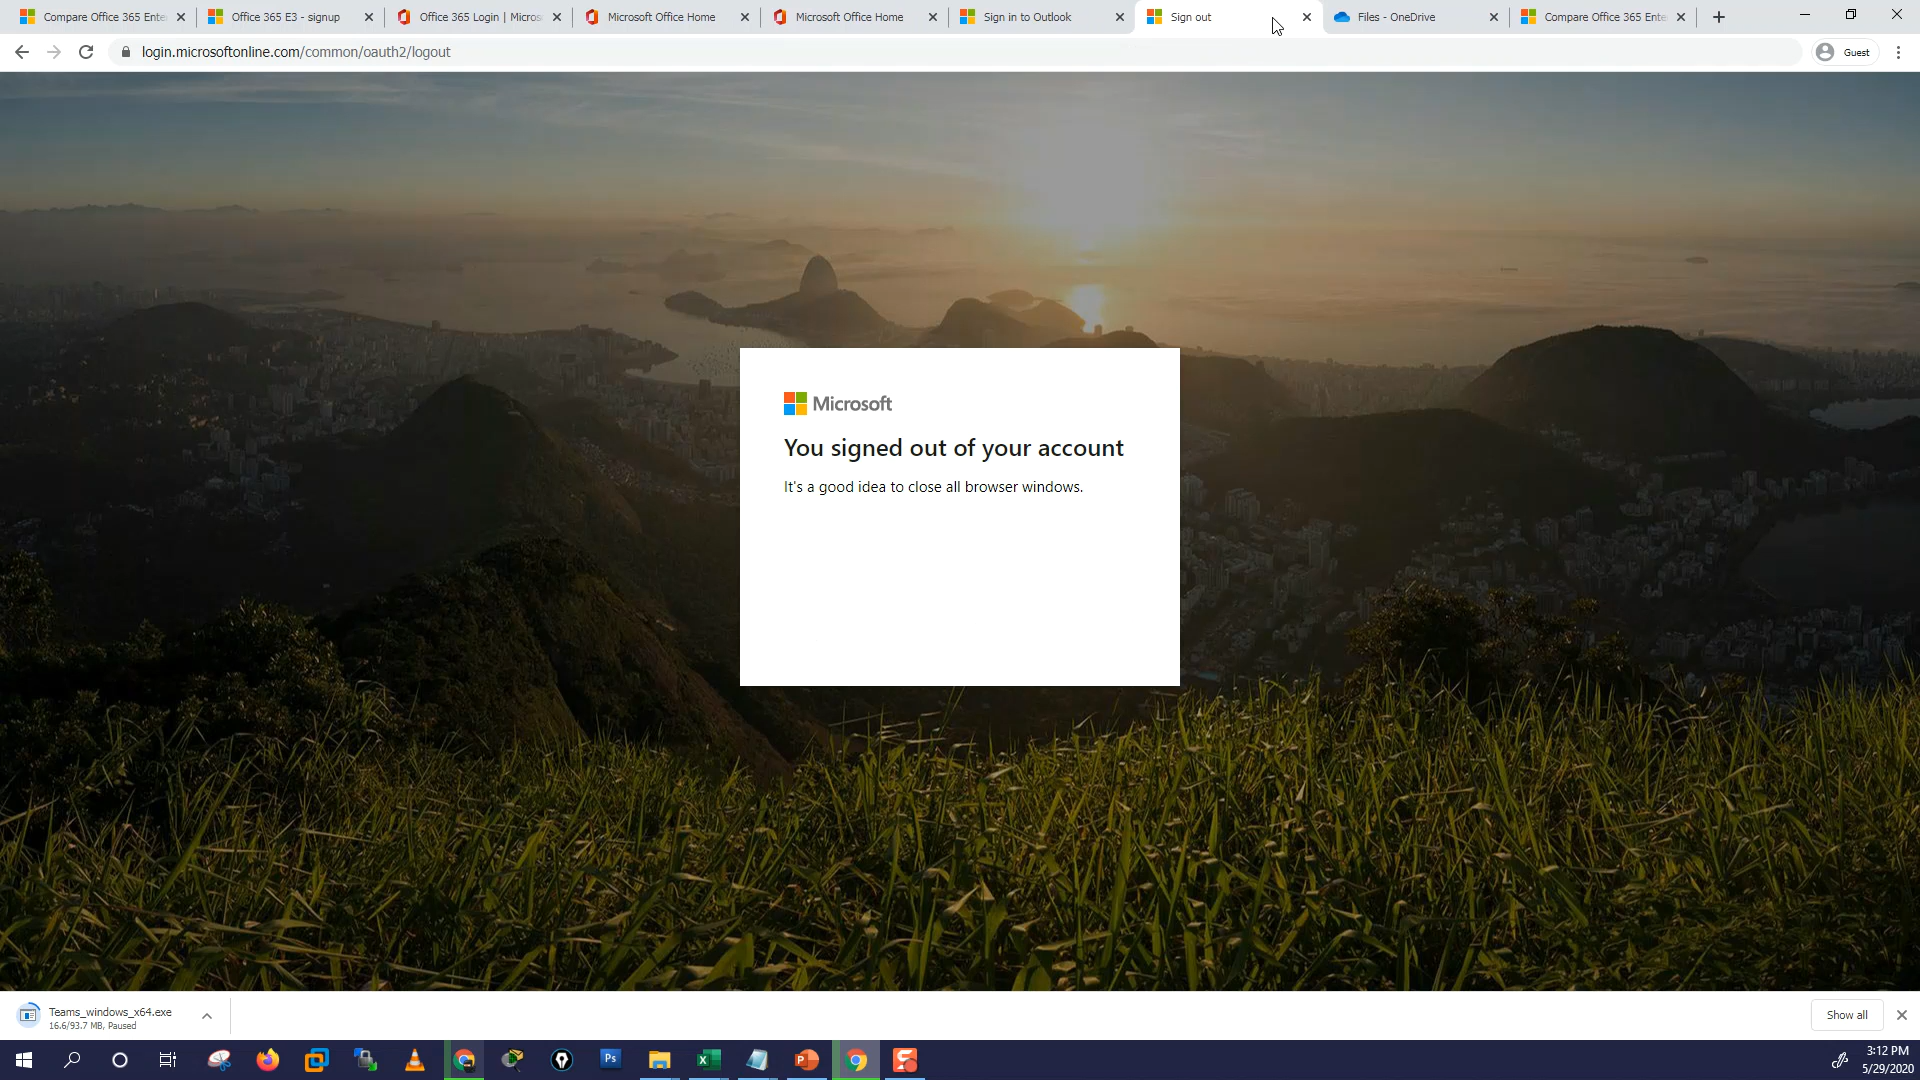 Compare Office 365 Ente
Office 365 E3 - signup
Office 365 Login | Micros
Microsoft Office Home
Microsoft Office Home
Sign in to Outlook
Sign out
Files - OneDrive
Compare Office 365 Ente
login.microsoftonline.com/common/oauth2/logout
Guest
Microsoft
You signed out of your account
It's a good idea to close all browser windows.
Teams_windows_x64.exe
16.6/93.7 MB, Paused
Show all
Ps
3:12 PM
5/29/2020